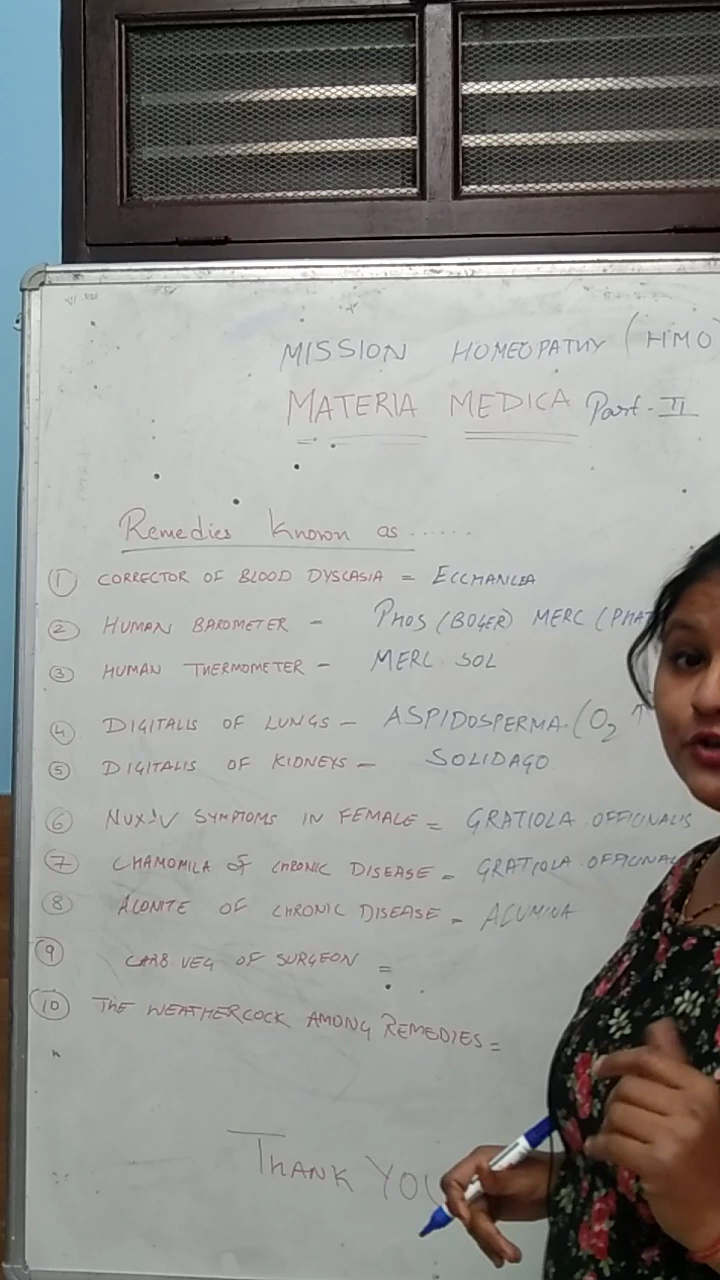 MISSION HOMEOPATHY (HMO)
MATERIA MEDICA Part-II
Remedies Known as ......
① CORRECTOR OF BLOOD DYSCASIA = ECCHANCEA
② HUMAN BAROMETER - PHOS (BOGER) MERC (PHAT
③ HUMAN THERMOMETER - MERC SOL
④ DIGITALIS OF LUNGS - ASPIDOSPERMA. (O₂ ↑
⑤ DIGITALIS OF KIDNEYS - SOLIDAGO
⑥ NUX.V SYMPTOMS IN FEMALE = GRATIOLA OFFICINALIS
⑦ CHAMOMILA OF CHRONIC DISEASE = GRATIOLA OFFICINAL
⑧ ACONITE OF CHRONIC DISEASE = ALUMINA
⑨ CARB VEG OF SURGEON =
⑩ THE WEATHERCOCK AMONG REMEDIES =
THANK YOU